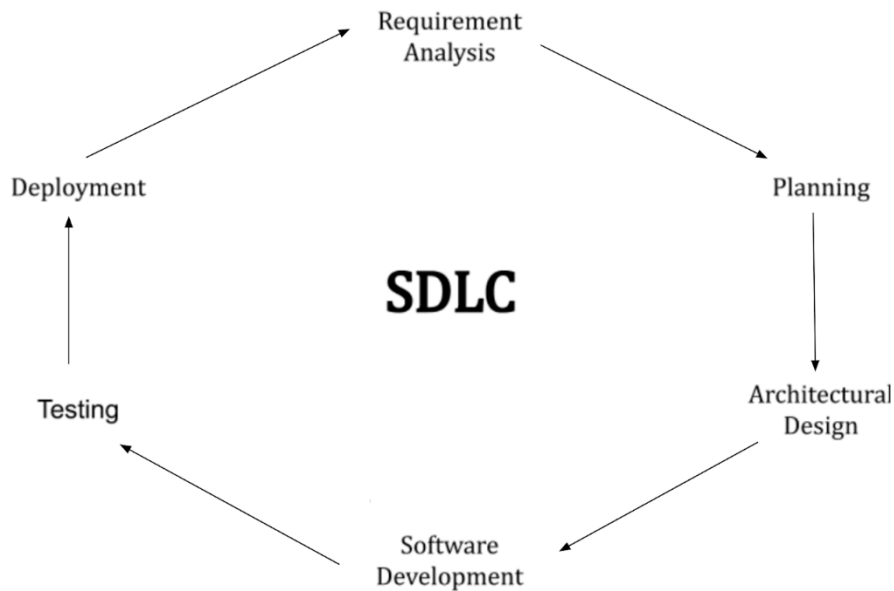 Requirement
Analysis
Deployment
Planning
SDLC
Architectural
Design
Testing
Software
Development